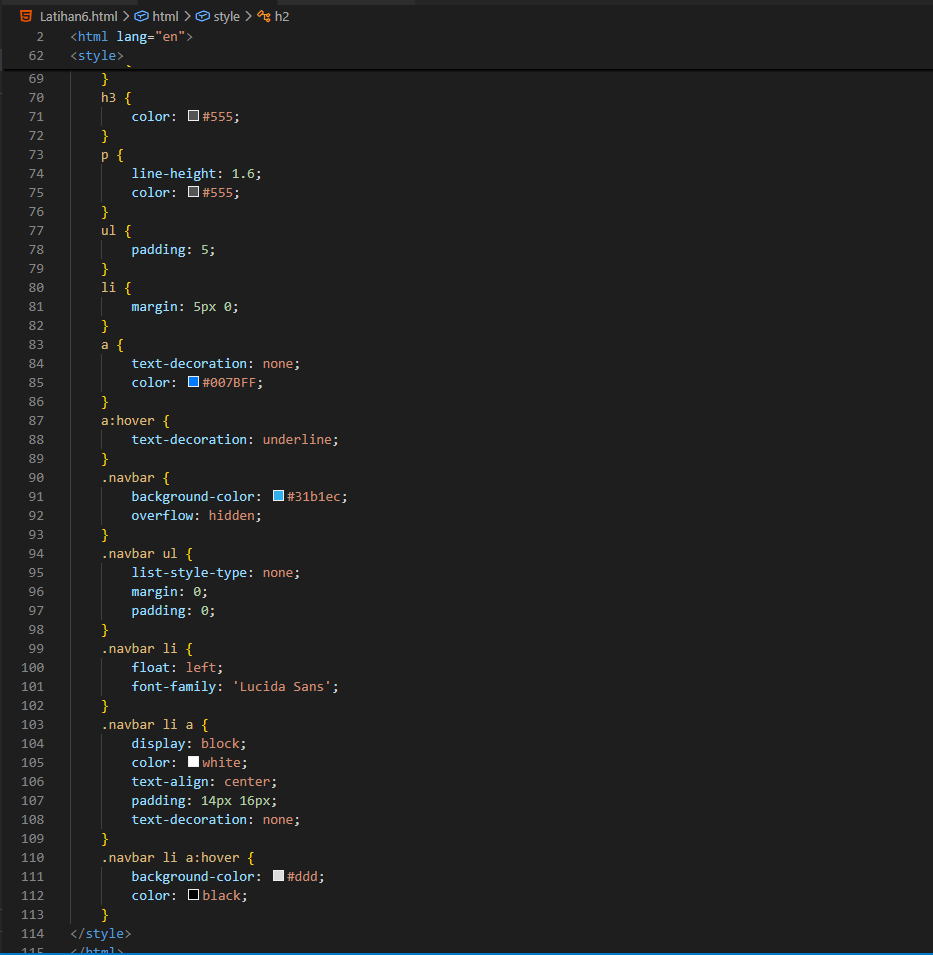 Latihan6.html > html > style > h2
2 <html lang="en">
62 <style>
69 }
70 h3 {
71 color: #555;
72 }
73 p {
74 line-height: 1.6;
75 color: #555;
76 }
77 ul {
78 padding: 5;
79 }
80 li {
81 margin: 5px 0;
82 }
83 a {
84 text-decoration: none;
85 color: #007BFF;
86 }
87 a:hover {
88 text-decoration: underline;
89 }
90 .navbar {
91 background-color: #31b1ec;
92 overflow: hidden;
93 }
94 .navbar ul {
95 list-style-type: none;
96 margin: 0;
97 padding: 0;
98 }
99 .navbar li {
100 float: left;
101 font-family: 'Lucida Sans';
102 }
103 .navbar li a {
104 display: block;
105 color: white;
106 text-align: center;
107 padding: 14px 16px;
108 text-decoration: none;
109 }
110 .navbar li a:hover {
111 background-color: #ddd;
112 color: black;
113 }
114 </style>
115 </html>